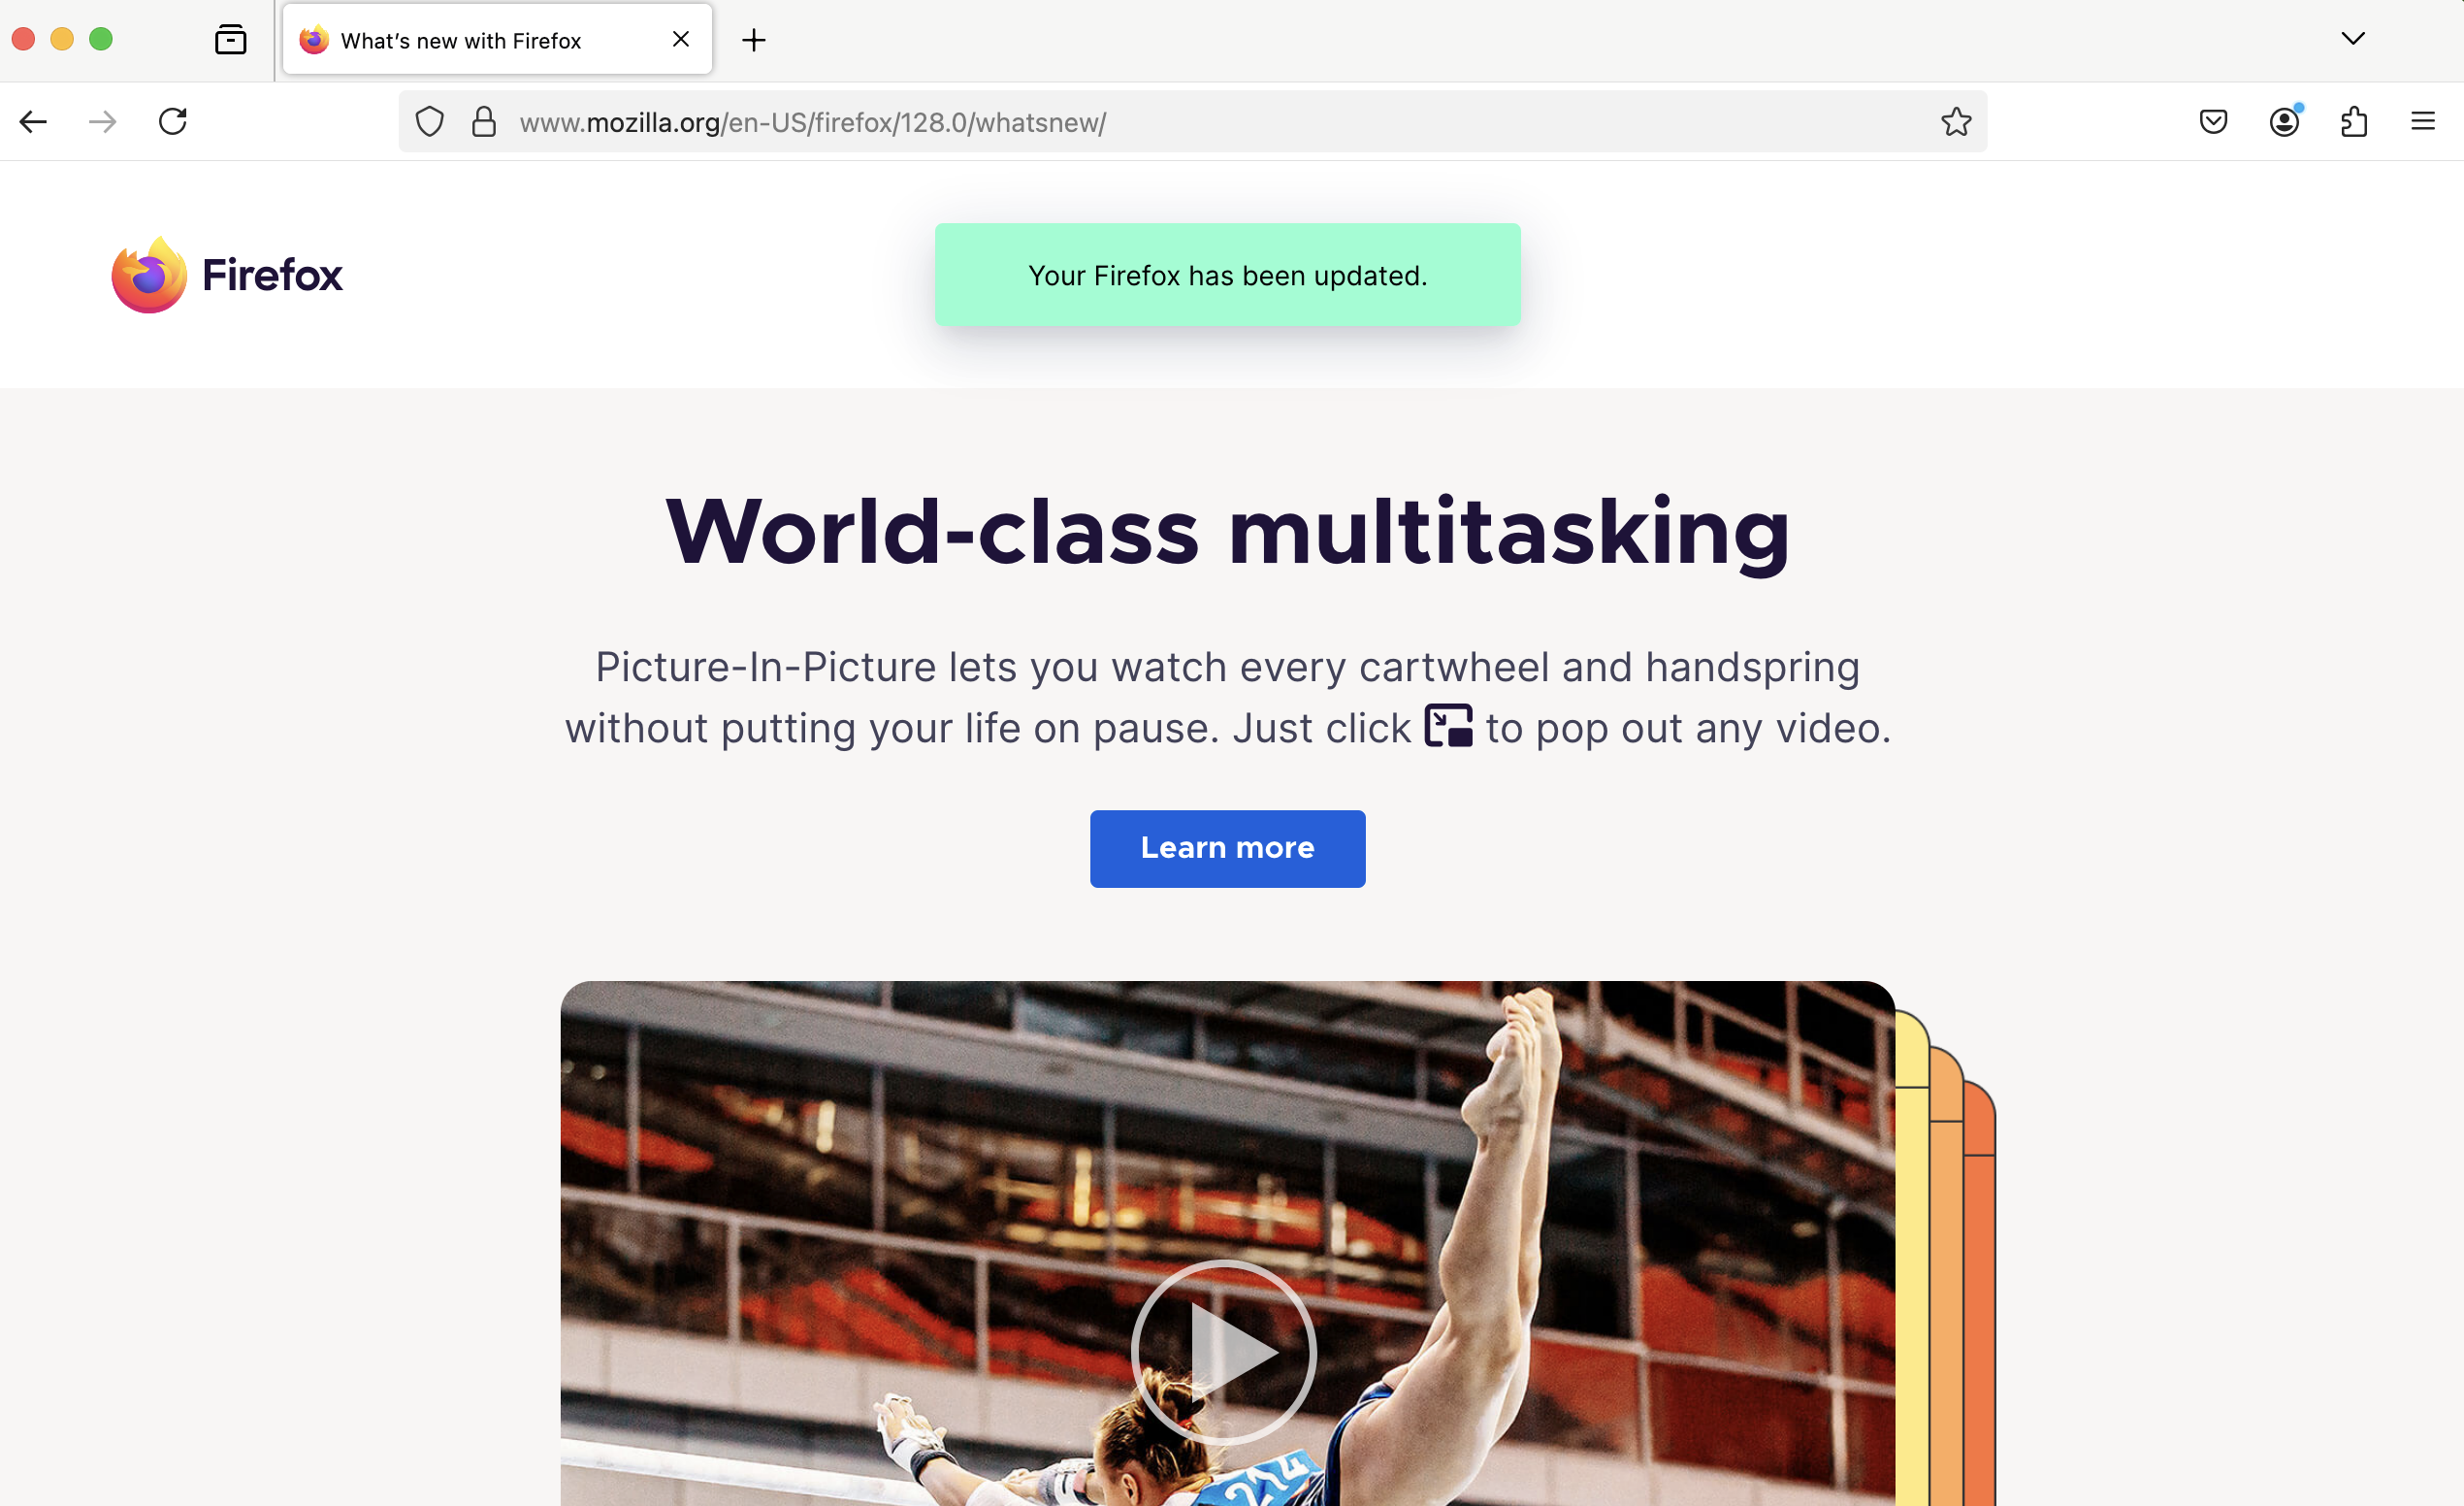 What's new with Firefox
www.mozilla.org/en-US/firefox/128.0/whatsnew/
Firefox
Your Firefox has been updated.
World-class multitasking
Picture-In-Picture lets you watch every cartwheel and handspring
without putting your life on pause. Just click to pop out any video.
Learn more
214